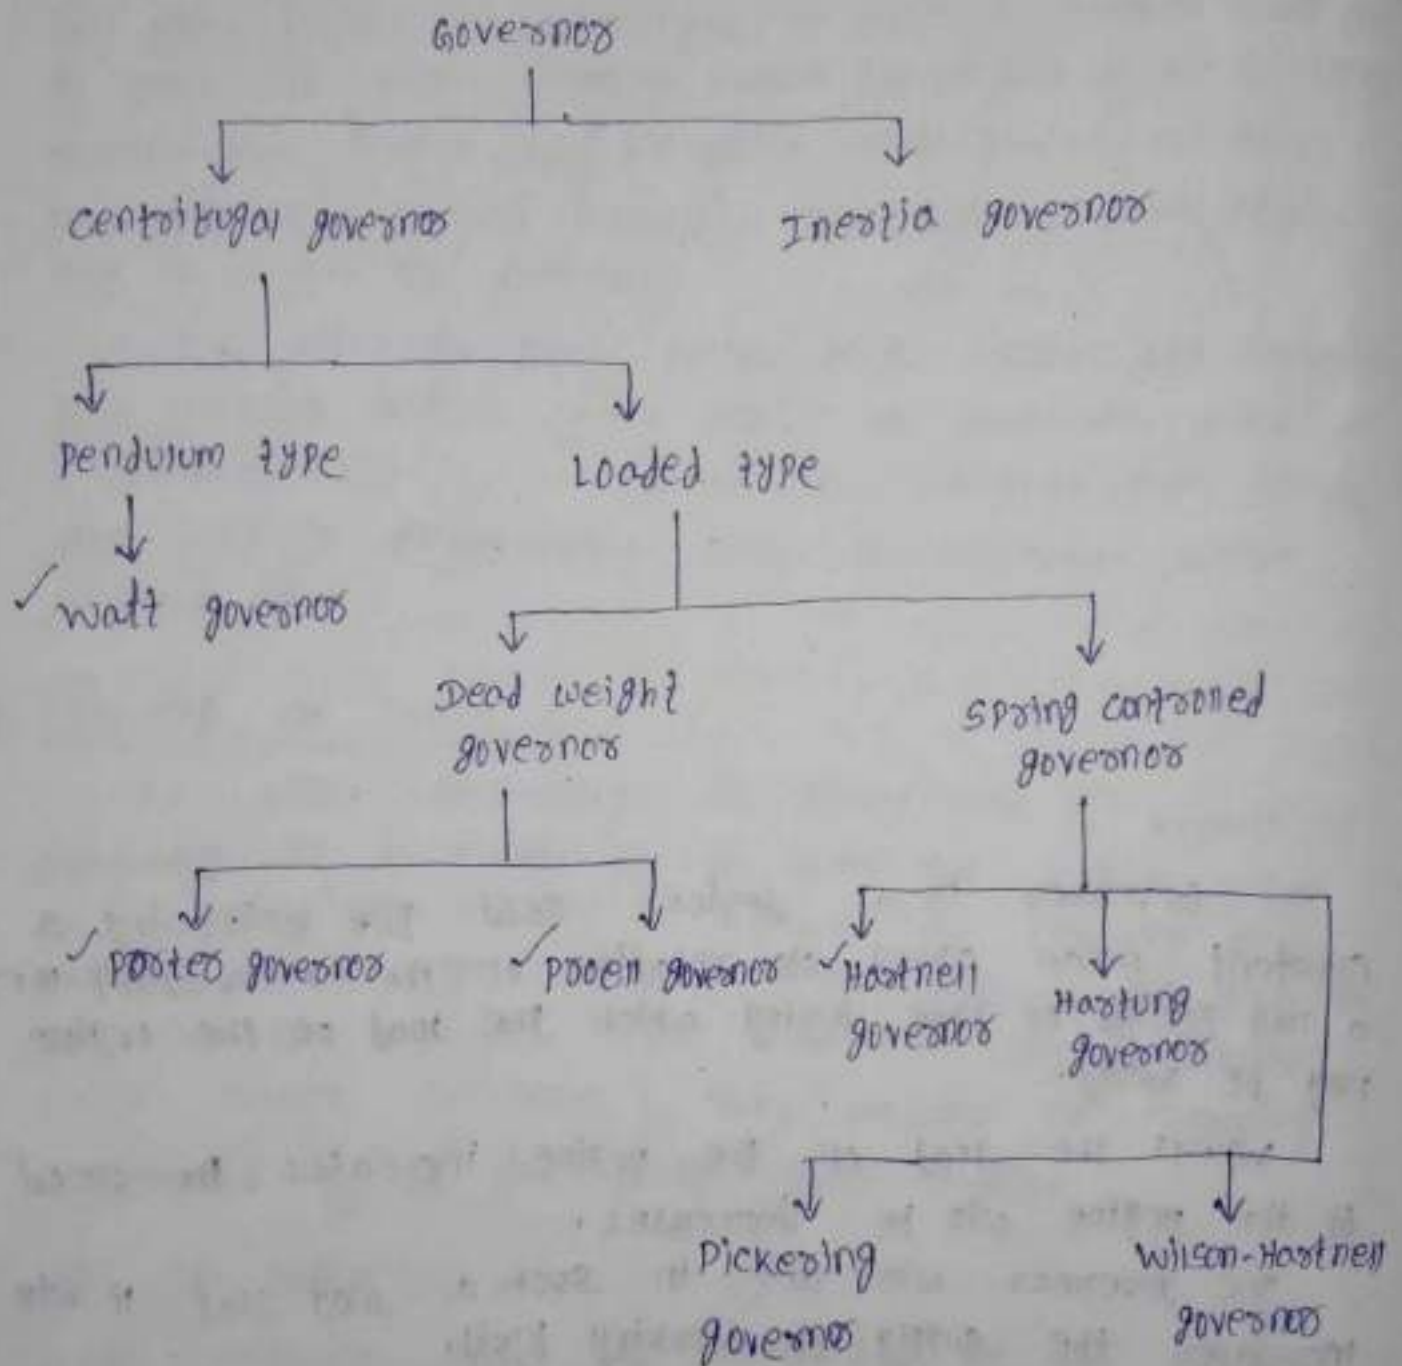 Governor
Centrifugal governor
Inertia governor
Pendulum type
Loaded type
✓ Watt governor
Dead weight
governor
Spring controlled
governor
✓ Porter governor
✓ Proell governor
✓ Hartnell
governor
Hartung
governor
Pickering
governor
Wilson-Hartnell
governor